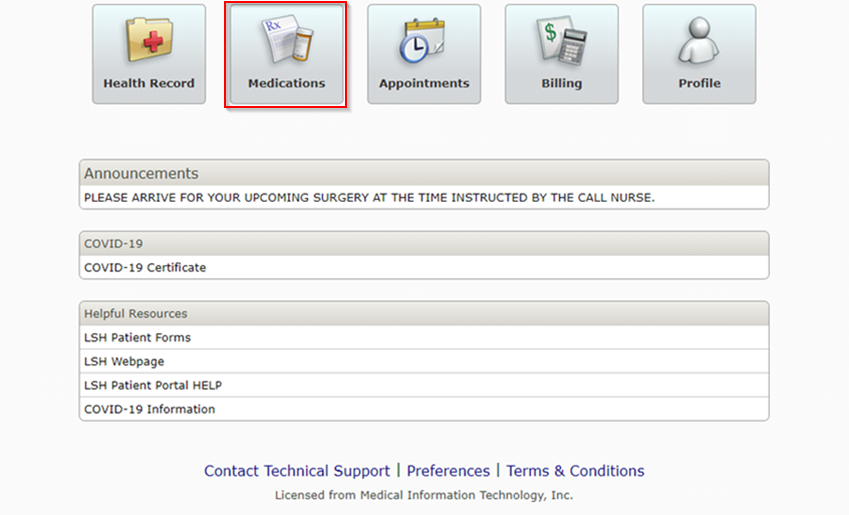 Rx
$
Health Record
Medications
Appointments
Billing
Profile
Announcements
PLEASE ARRIVE FOR YOUR UPCOMING SURGERY AT THE TIME INSTRUCTED BY THE CALL NURSE.
COVID-19
COVID-19 Certificate
Helpful Resources
LSH Patient Forms
LSH Webpage
LSH Patient Portal HELP
COVID-19 Information
Contact Technical Support | Preferences | Terms & Conditions
Licensed from Medical Information Technology, Inc.